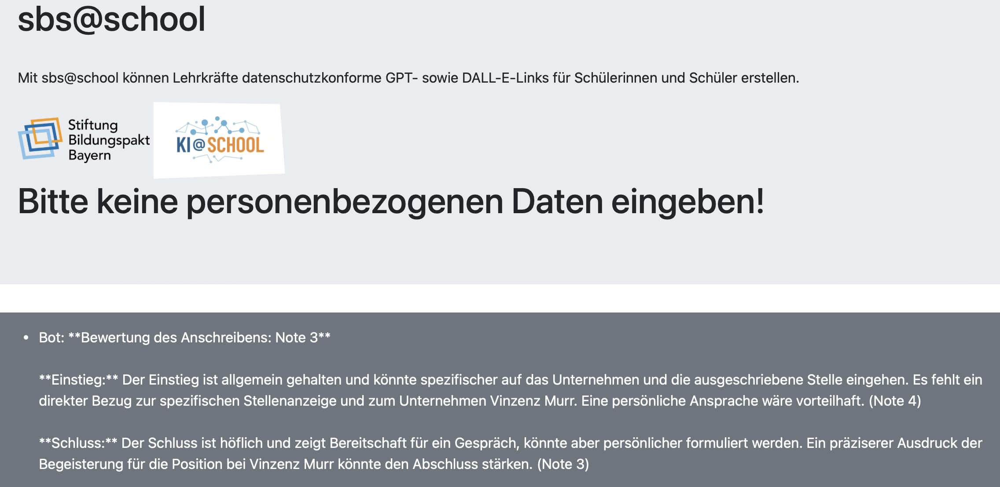 sbs@school
Mit sbs@school können Lehrkräfte datenschutzkonforme GPT- sowie DALL-E-Links für Schülerinnen und Schüler erstellen.
Stiftung
Bildungspakt
Bayern
KI@SCHOOL
Bitte keine personenbezogenen Daten eingeben!
• Bot: **Bewertung des Anschreibens: Note 3**
**Einstieg:** Der Einstieg ist allgemein gehalten und könnte spezifischer auf das Unternehmen und die ausgeschriebene Stelle eingehen. Es fehlt ein
direkter Bezug zur spezifischen Stellenanzeige und zum Unternehmen Vinzenz Murr. Eine persönliche Ansprache wäre vorteilhaft. (Note 4)
**Schluss:** Der Schluss ist höflich und zeigt Bereitschaft für ein Gespräch, könnte aber persönlicher formuliert werden. Ein präziserer Ausdruck der
Begeisterung für die Position bei Vinzenz Murr könnte den Abschluss stärken. (Note 3)